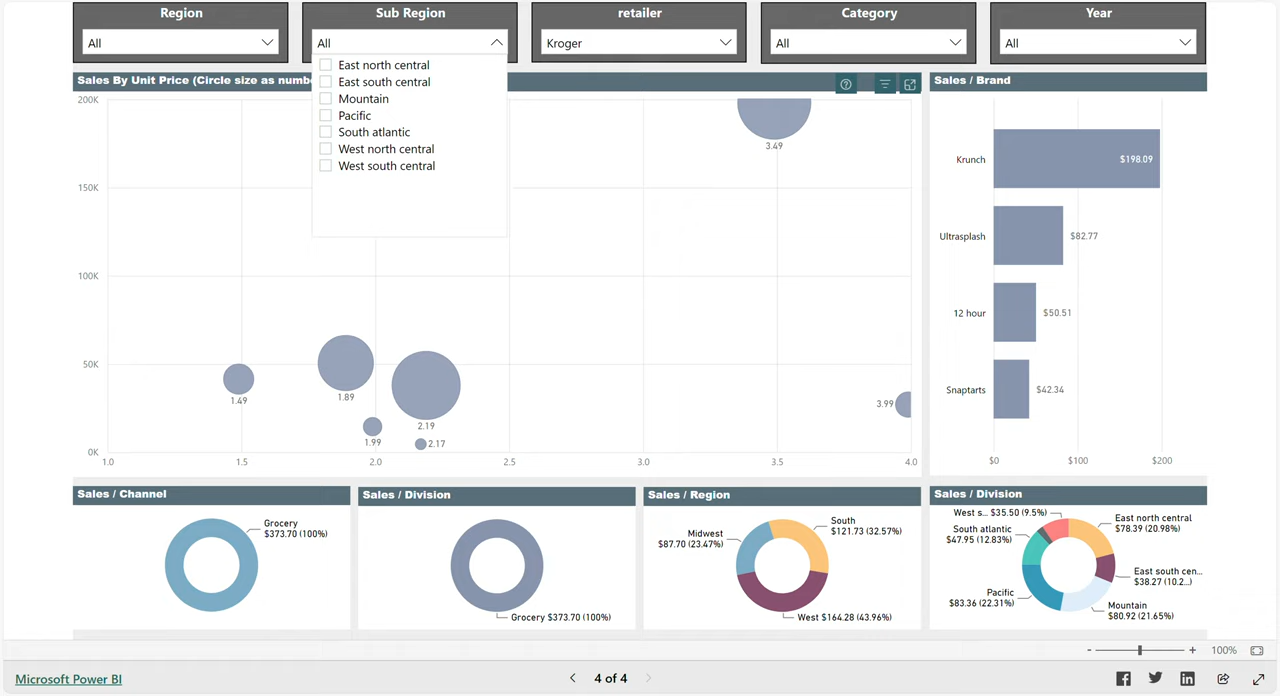 Region
Sub Region
retailer
Category
Year
All
All
Kroger
All
All
East north central
East south central
Mountain
Pacific
South atlantic
West north central
West south central
Sales By Unit Price (Circle size as numbe
200K
150K
100K
50K
0K
1.0
1.5
2.0
2.5
3.0
3.5
4.0
3.49
1.49
1.89
1.99
2.19
2.17
3.99
Sales / Brand
Krunch
$198.09
Ultrasplash
$82.77
12 hour
$50.51
Snaptarts
$42.34
$0
$100
$200
Sales / Channel
Grocery
$373.70 (100%)
Sales / Division
Grocery $373.70 (100%)
Sales / Region
South
$121.73 (32.57%)
Midwest
$87.70 (23.47%)
West $164.28 (43.96%)
Sales / Division
West s... $35.50 (9.5%)
East north central
$78.39 (20.98%)
South atlantic
$47.95 (12.83%)
East south cen...
$38.27 (10.2...)
Pacific
$83.36 (22.31%)
Mountain
$80.92 (21.65%)
- + 100%
Microsoft Power BI
4 of 4